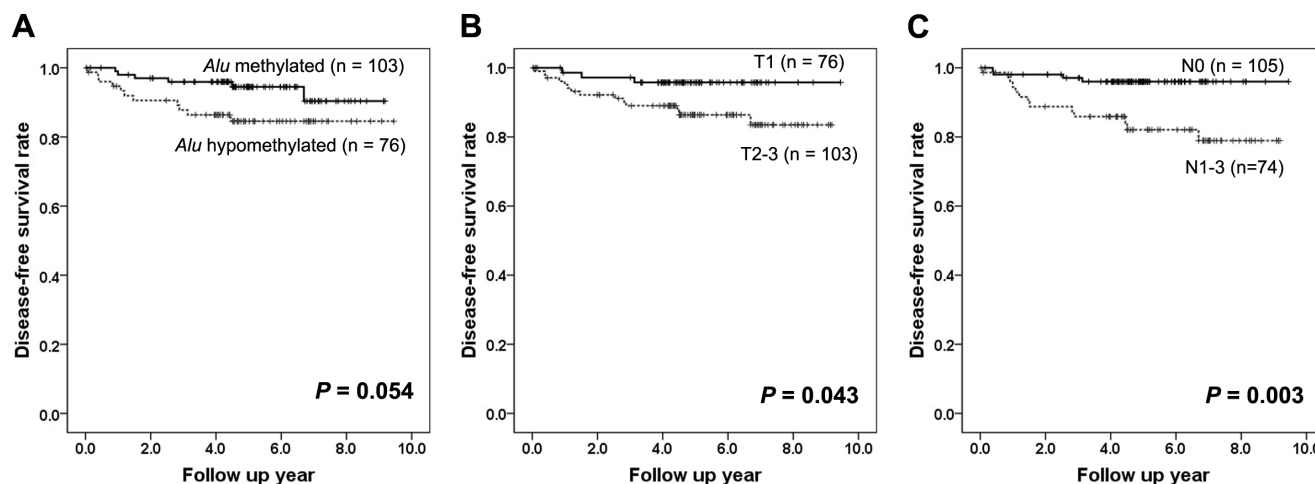 A
Disease-free survival rate
1.0
0.8
0.6
0.4
0.2
0.0
Alu methylated (n = 103)
Alu hypomethylated (n = 76)
P = 0.054
0.0 2.0 4.0 6.0 8.0 10.0
Follow up year
B
Disease-free survival rate
1.0
0.8
0.6
0.4
0.2
0.0
T1 (n = 76)
T2-3 (n = 103)
P = 0.043
0.0 2.0 4.0 6.0 8.0 10.0
Follow up year
C
Disease-free survival rate
1.0
0.8
0.6
0.4
0.2
0.0
N0 (n = 105)
N1-3 (n=74)
P = 0.003
0.0 2.0 4.0 6.0 8.0 10.0
Follow up year